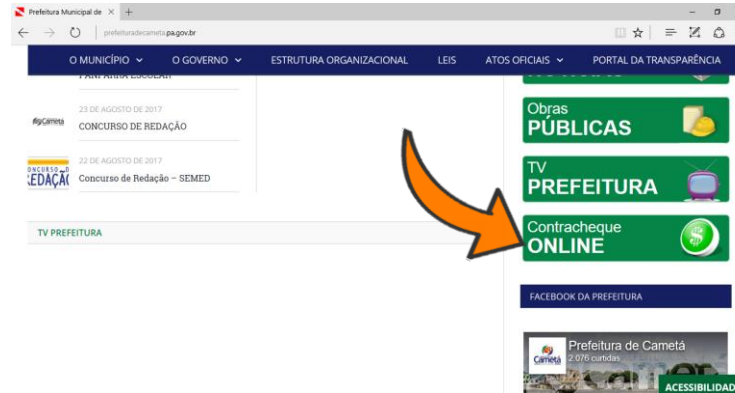 Prefeitura Municipal de
prefeituradecameta.pa.gov.br
O MUNICÍPIO
O GOVERNO
ESTRUTURA ORGANIZACIONAL
LEIS
ATOS OFICIAIS
PORTAL DA TRANSPARÊNCIA
23 DE AGOSTO DE 2017
CONCURSO DE REDAÇÃO
22 DE AGOSTO DE 2017
Concurso de Redação – SEMED
TV PREFEITURA
Obras
PÚBLICAS
TV
PREFEITURA
Contracheque
ONLINE
FACEBOOK DA PREFEITURA
Cametá
Prefeitura de Cametá
2.076 curtidas
ACESSIBILIDAD